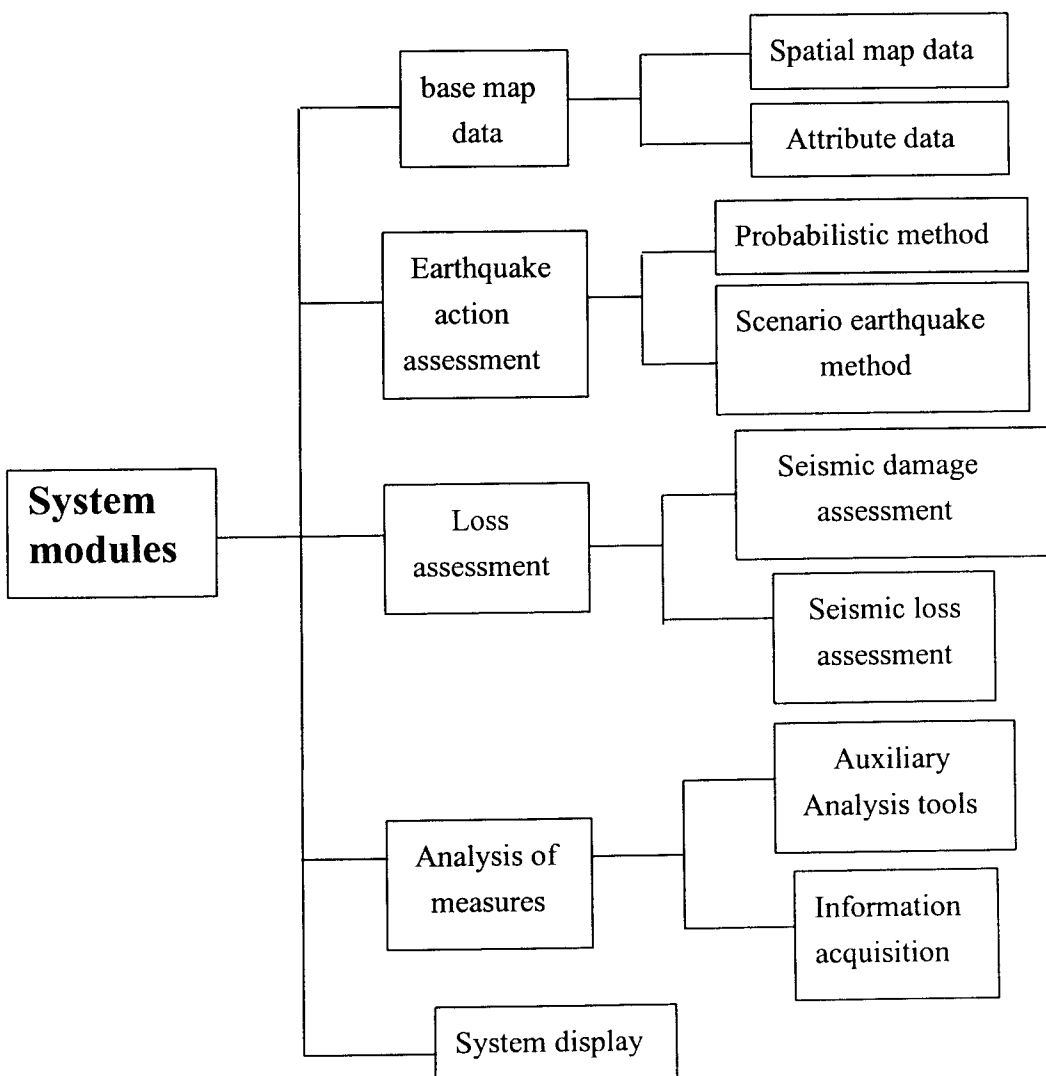 System
modules
base map
data
Spatial map data
Attribute data
Earthquake
action
assessment
Probabilistic method
Scenario earthquake
method
Loss
assessment
Seismic damage
assessment
Seismic loss
assessment
Analysis of
measures
Auxiliary
Analysis tools
Information
acquisition
System display